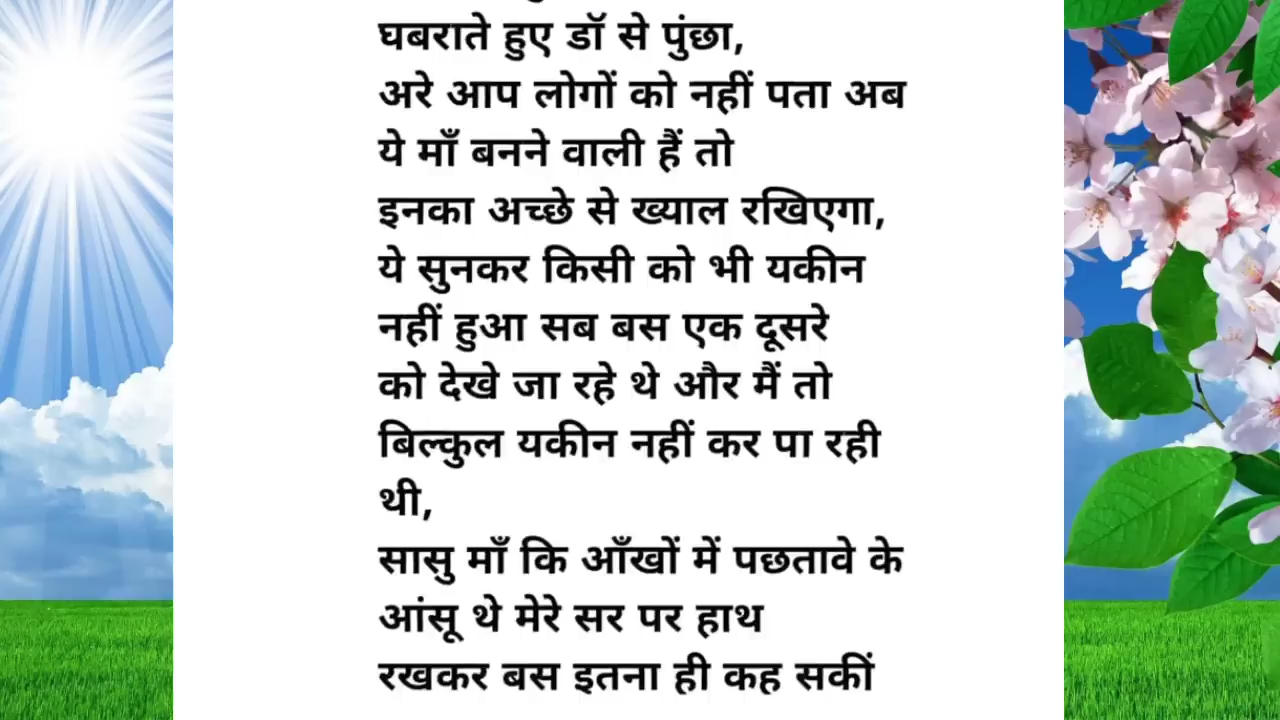 घबराते हुए डॉ से पुंछा,
अरे आप लोगों को नहीं पता अब
ये माँ बनने वाली हैं तो
इनका अच्छे से ख्याल रखिएगा,
ये सुनकर किसी को भी यकीन
नहीं हुआ सब बस एक दूसरे
को देखे जा रहे थे और मैं तो
बिल्कुल यकीन नहीं कर पा रही
थी,
सासु माँ कि आँखों में पछतावे के
आंसू थे मेरे सर पर हाथ
रखकर बस इतना ही कह सकीं